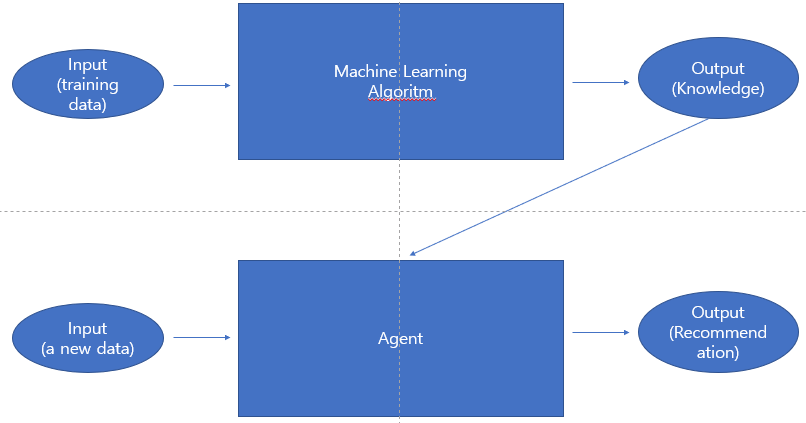 Input
(training
data)
Machine Learning
Algoritm
Output
(Knowledge)
Input
(a new data)
Agent
Output
(Recommend
ation)